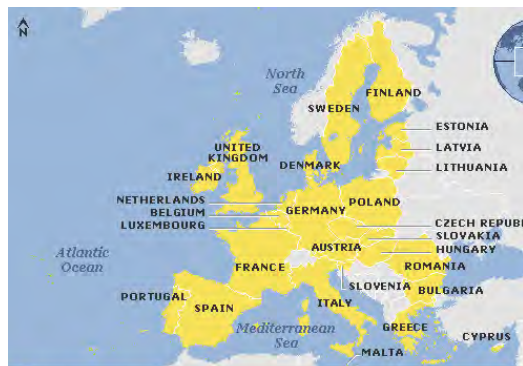 N
North
Sea
FINLAND
SWEDEN
ESTONIA
LATVIA
LITHUANIA
UNITED
KINGDOM
DENMARK
IRELAND
NETHERLANDS
BELGIUM
LUXEMBOURG
GERMANY
POLAND
CZECH REPUBL
SLOVAKIA
HUNGARY
AUSTRIA
Atlantic
Ocean
FRANCE
ROMANIA
SLOVENIA
BULGARIA
PORTUGAL
SPAIN
ITALY
Mediterranean
Sea
GREECE
CYPRUS
MALTA